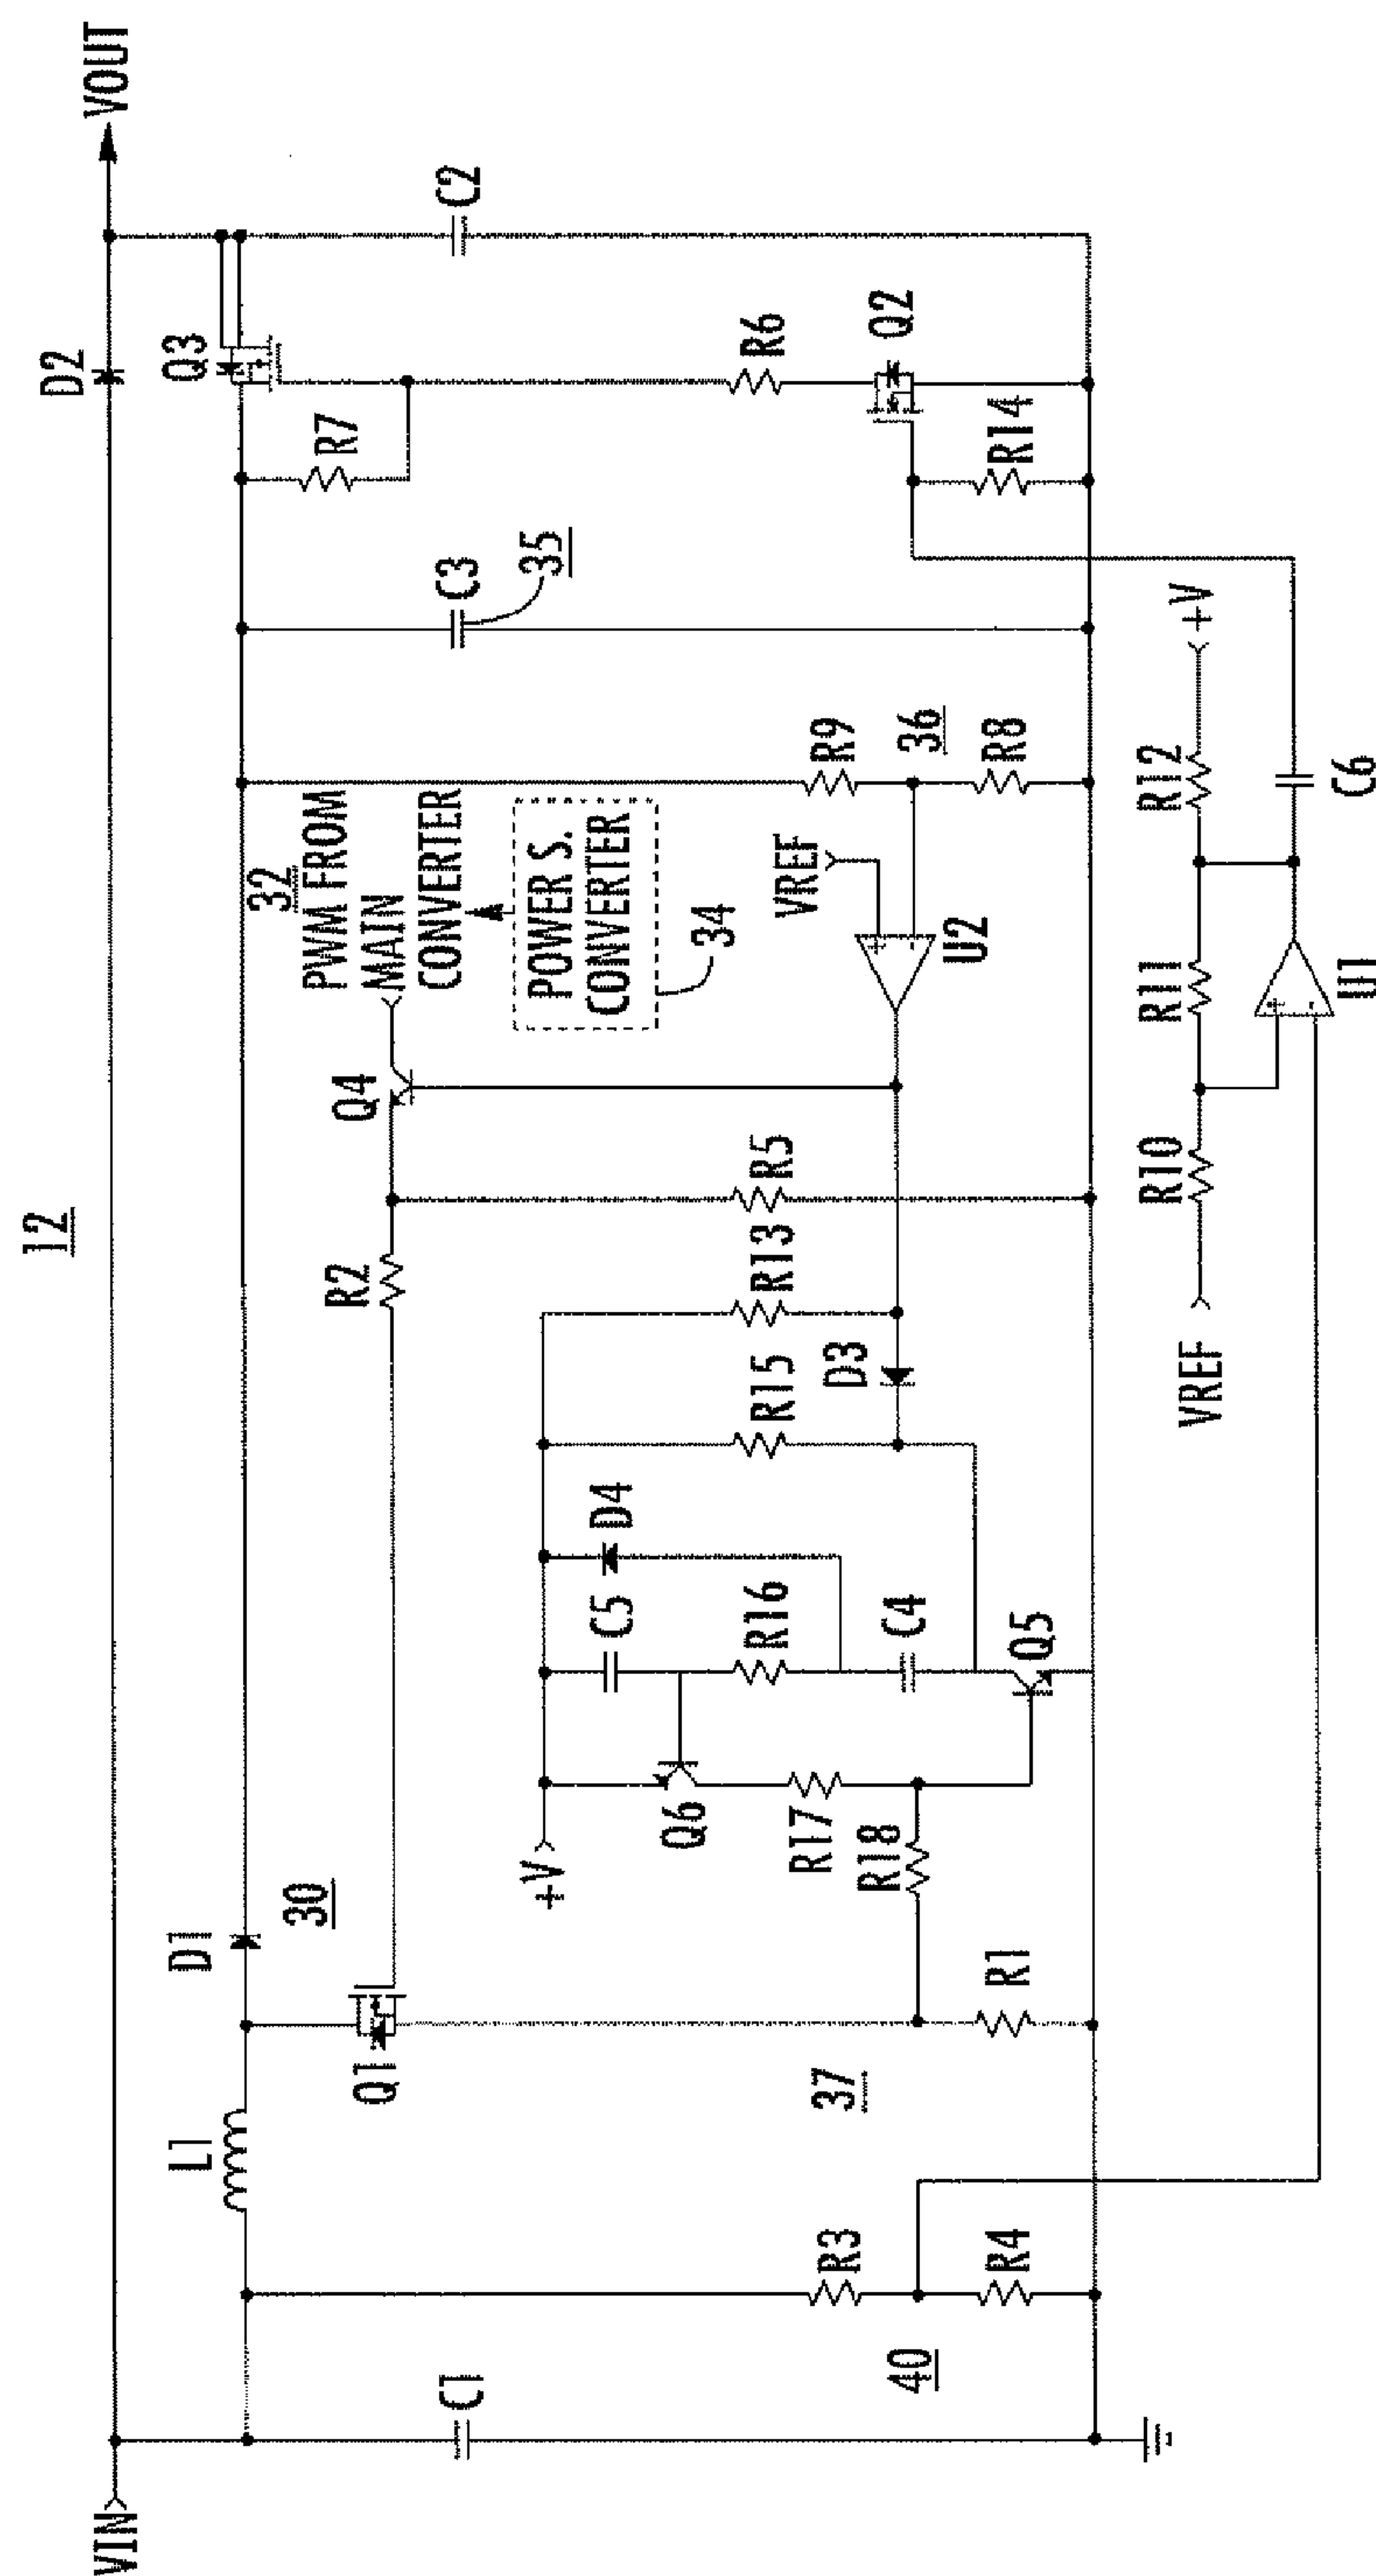 12
VIN
VOUT
D2
L1
D1
Q3
C2
R7
C3
35
30
Q1
R2
Q4
32
PWM FROM
MAIN
CONVERTER
POWER S.
CONVERTER
34
R6
Q2
R14
R9
36
R8
VREF
U2
R5
R13
R15
D3
D4
C5
R16
C4
Q5
+V
Q6
R17
R18
R1
37
R3
R4
40
C1
VREF
R10
R11
R12
+V
U1
C6
+
-
+
-